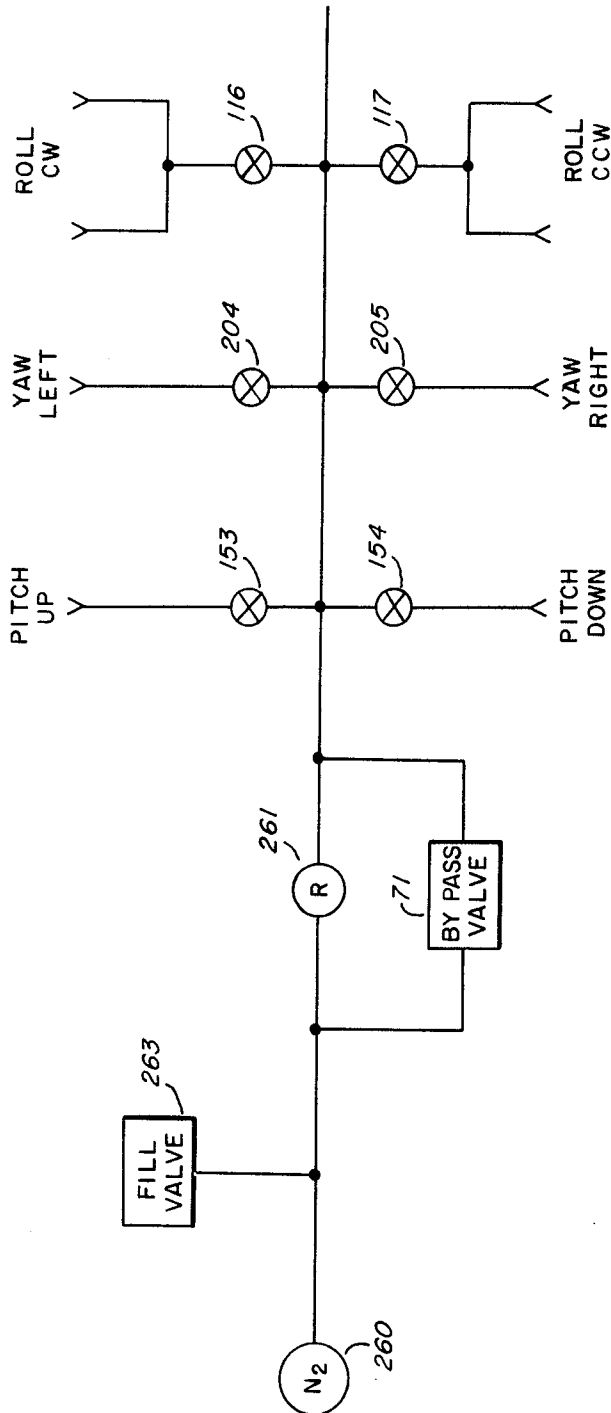 PITCH
UP
YAW
LEFT
ROLL
CW
263
FILL
VALVE
153
204
116
261
R
N2
260
154
205
117
71
BY PASS
VALVE
PITCH
DOWN
YAW
RIGHT
ROLL
CCW